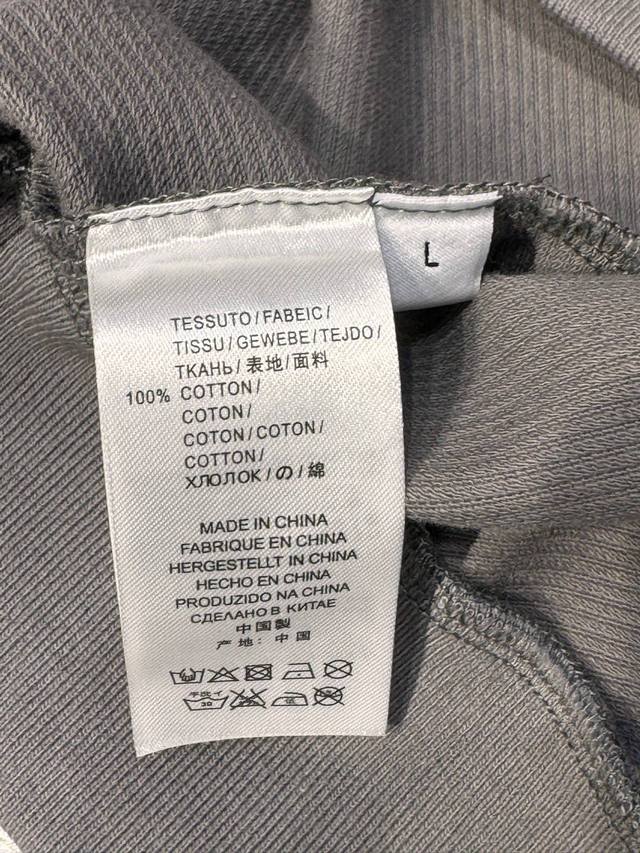 L
TESSUTO/FABEIC/
TISSU/GEWEBE/TEJDO/
ТКАНЬ/表地/面料
100% COTTON/
COTON/
COTON/COTON/
COTTON/
ХЛОЛОК/の/綿
MADE IN CHINA
FABRIQUE EN CHINA
HERGESTELLT IN CHINA
HECHO EN CHINA
PRODUZIDO NA CHINA
СДЕЛАНО В КИТАЕ
中国製
产地: 中国
30